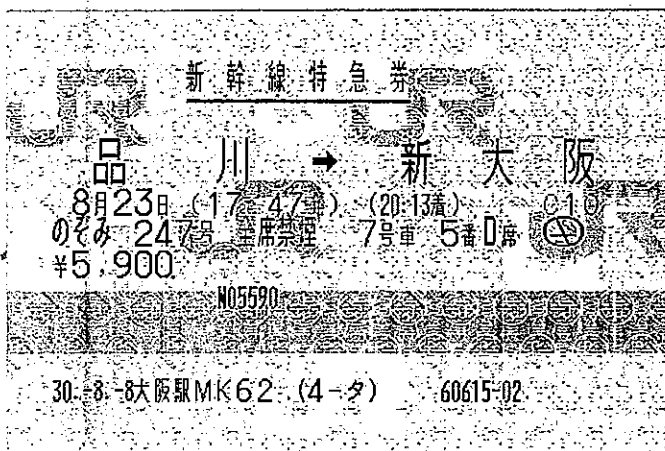 新幹線特急券
品川 → 新大阪
8月23日 (17:47発) (20:13着) C10
のぞみ 247号 全席禁煙 7号車 5番D席
¥5,900
N05590
30.-8.-8大阪駅MK62 (4-タ) 60615-02